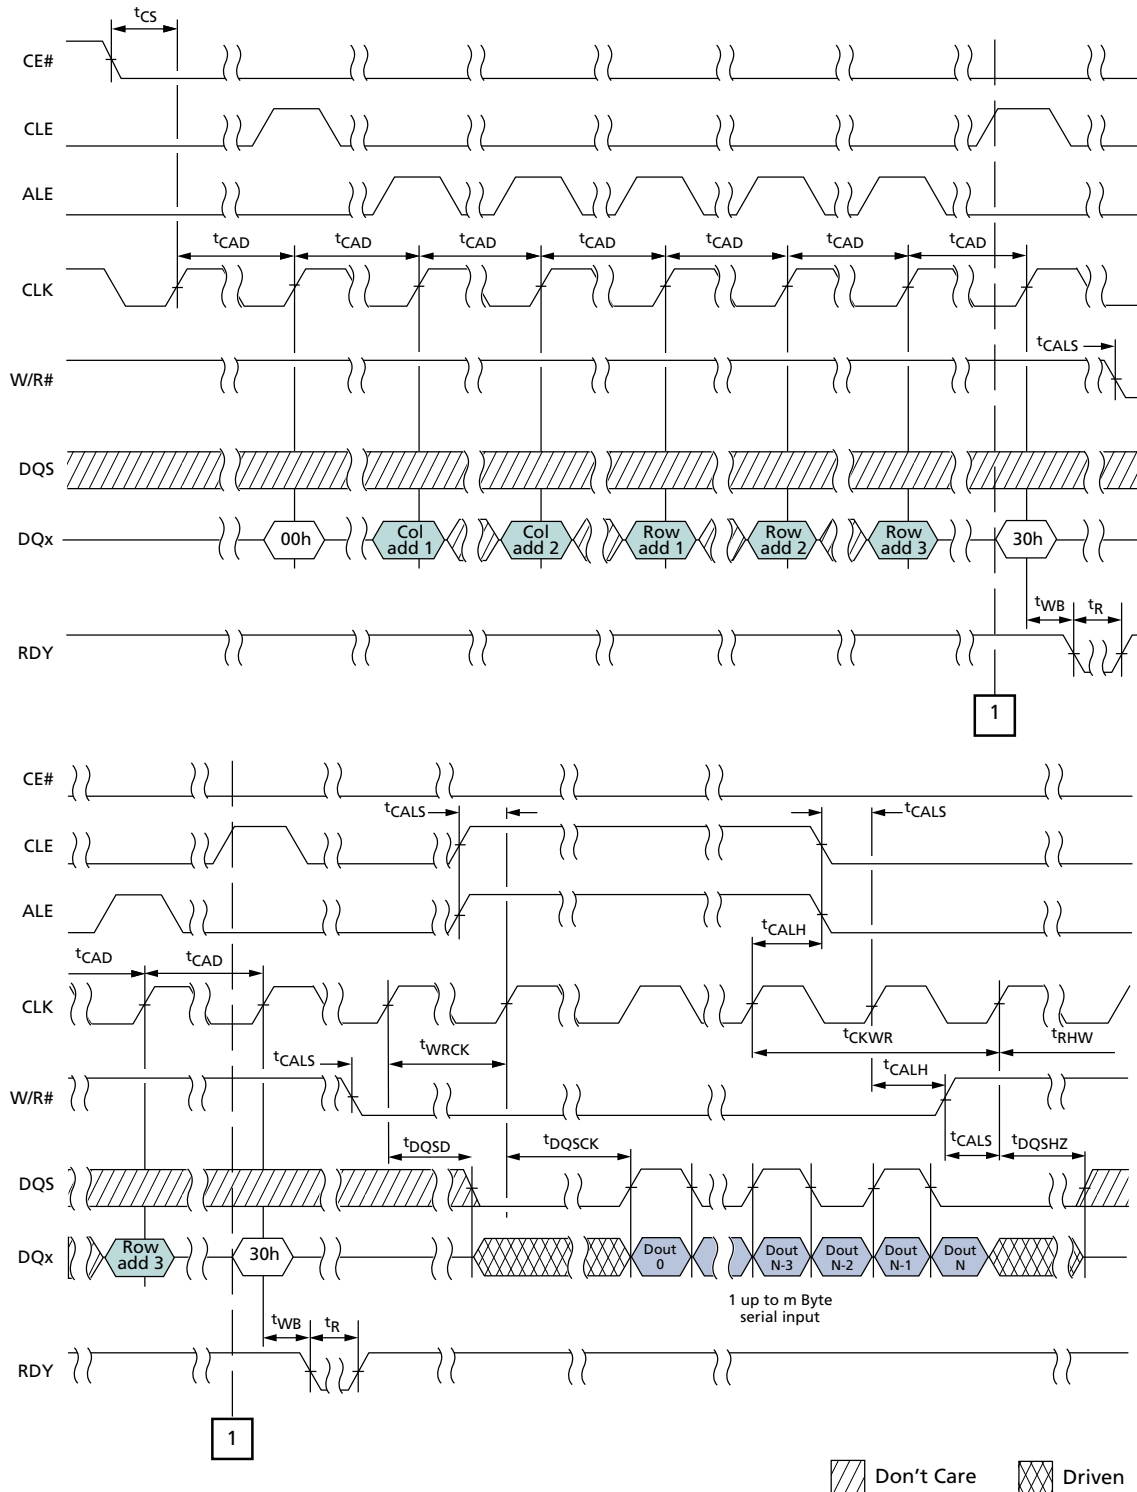 tCS
CE#
CLE
ALE
tCAD tCAD tCAD tCAD tCAD tCAD tCAD
CLK
tCALS
W/R#
DQS
DQx 00h Col add 1 Col add 2 Row add 1 Row add 2 Row add 3 30h
tWB tR
RDY
1
CE#
tCALS tCALS
CLE
ALE
tCALH
tCAD tCAD
CLK
tWRCK tCKWR tRHW
tCALS tCALH
W/R#
tDQSD tDQSCK tCALS tDQSHZ
DQS
DQx Row add 3 30h Dout 0 Dout N-3 Dout N-2 Dout N-1 Dout N
1 up to m Byte
serial input
tWB tR
RDY
1
Don't Care Driven